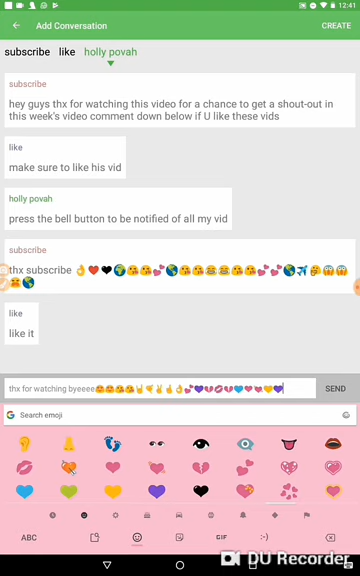 12:41
Add Conversation
CREATE
subscribe like holly povah
subscribe
hey guys thx for watching this video for a chance to get a shout-out in
this week's video comment down below if U like these vids
like
make sure to like his vid
holly povah
press the bell button to be notified of all my vid
subscribe
thx subscribe
like
like it
thx for watching byeeee
SEND
Search emoji
ABC
GIF
:-)
DU Recorder